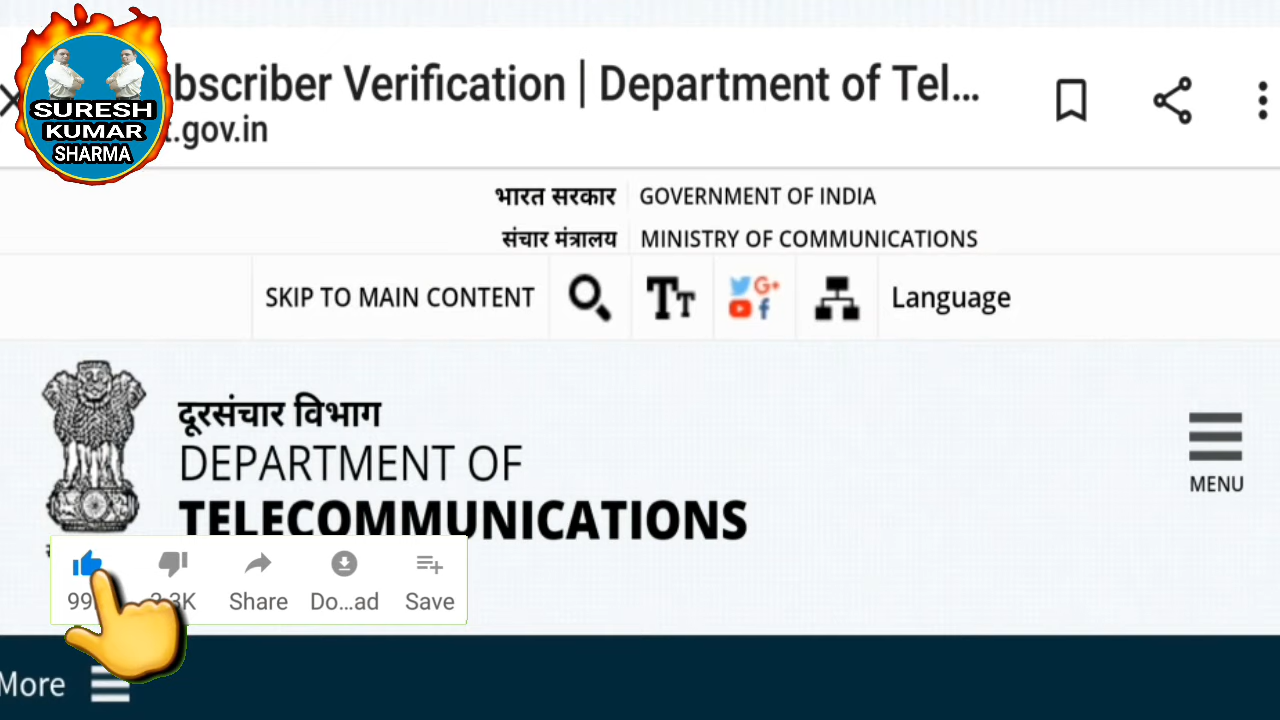 SURESH
KUMAR
SHARMA
bscriber Verification | Department of Tel...
.gov.in
भारत सरकार GOVERNMENT OF INDIA
संचार मंत्रालय MINISTRY OF COMMUNICATIONS
SKIP TO MAIN CONTENT
Language
दूरसंचार विभाग
DEPARTMENT OF
TELECOMMUNICATIONS
MENU
Share Do...ad Save
More